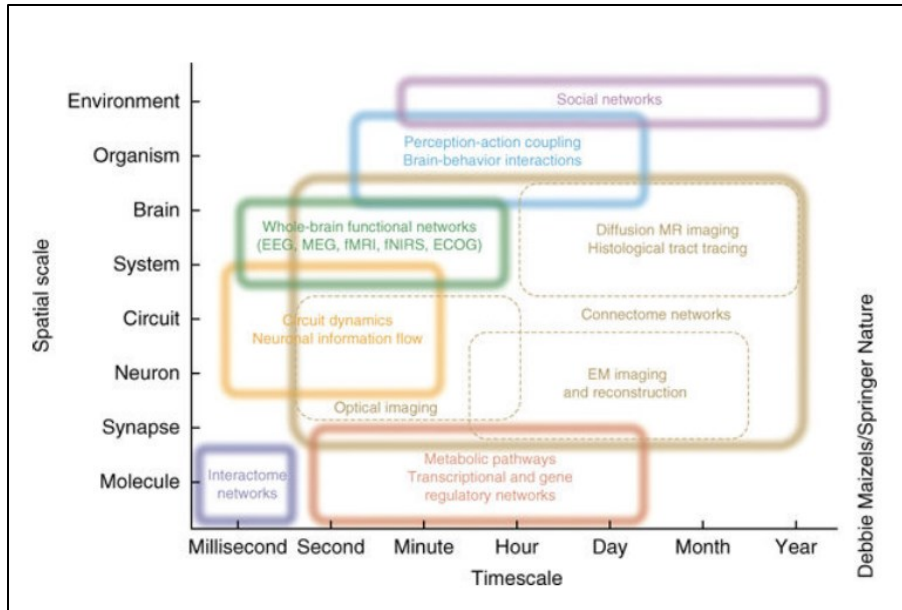 Environment
Social networks
Organism
Perception-action coupling
Brain-behavior interactions
Brain
Whole-brain functional networks
(EEG, MEG, fMRI, fNIRS, ECOG)
Diffusion MR imaging
Histological tract tracing
System
Circuit
Circuit dynamics
Neuronal information flow
Connectome networks
Neuron
EM imaging
and reconstruction
Optical imaging
Synapse
Molecule
Interactome
networks
Metabolic pathways
Transcriptional and gene
regulatory networks
Spatial scale
Millisecond Second Minute Hour Day Month Year
Timescale
Debbie Maizels/Springer Nature